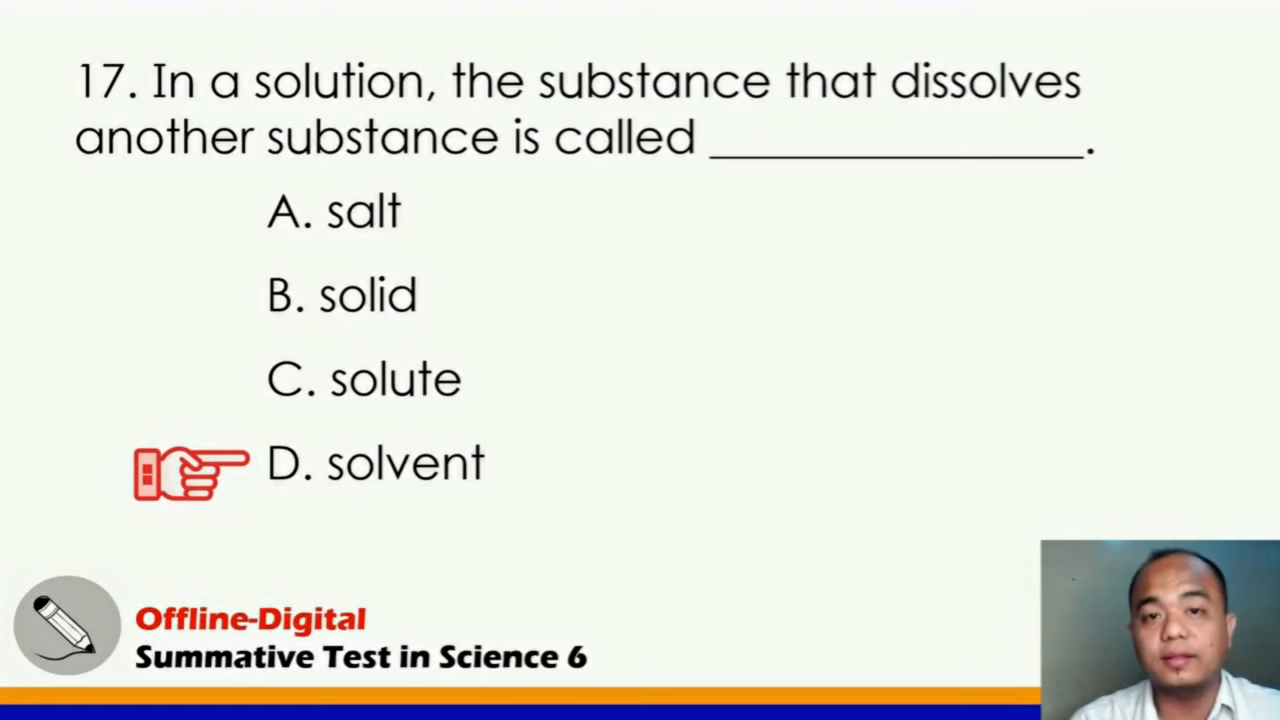 17. In a solution, the substance that dissolves
another substance is called _______________.
A. salt
B. solid
C. solute
D. solvent
Offline-Digital
Summative Test in Science 6